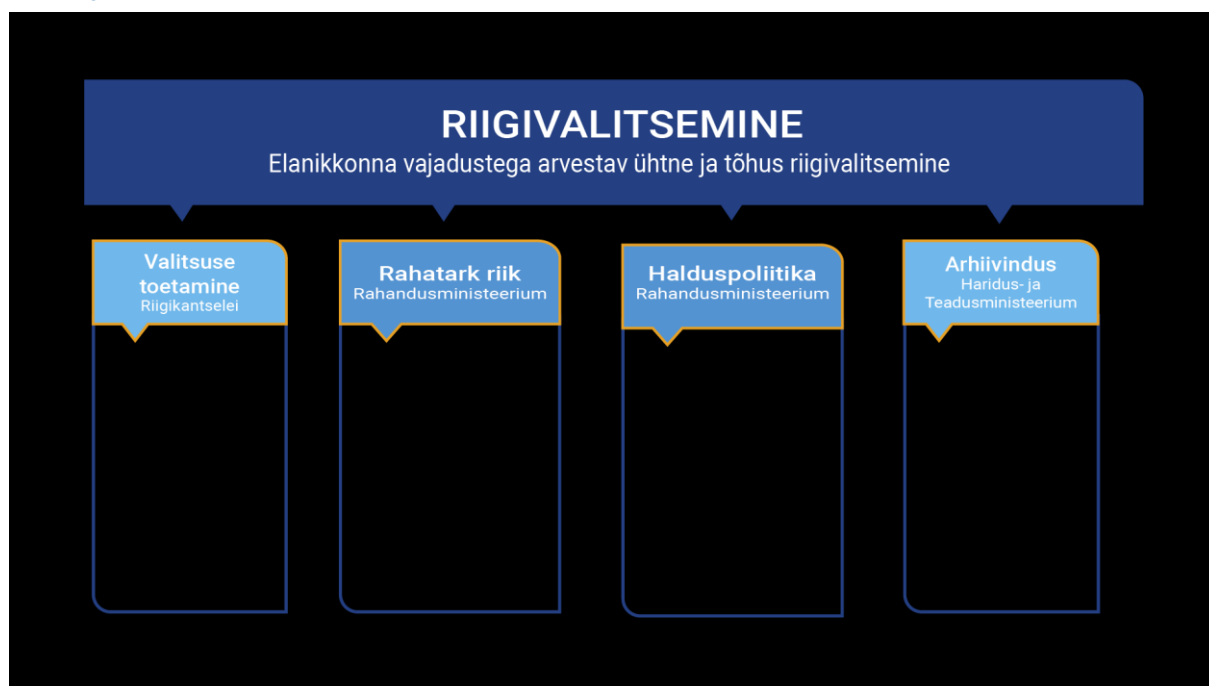 RIIGIVALITSEMINE
Elanikkonna vajadustega arvestav ühtne ja tõhus riigivalitsemine
Valitsuse
toetamine
Riigikantselei
Rahatark riik
Rahandusministeerium
Halduspoliitika
Rahandusministeerium
Arhiivindus
Haridus- ja
Teadusministeerium